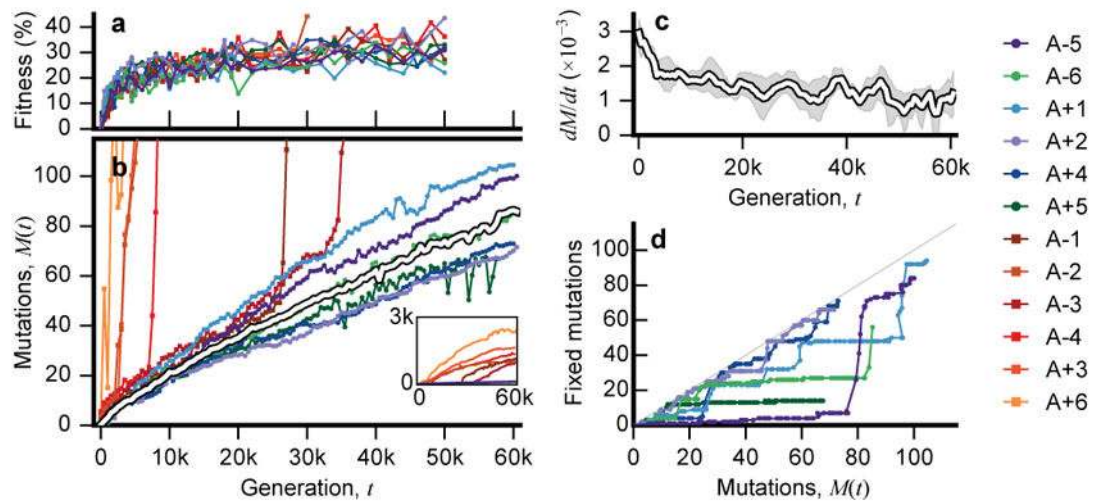 a
Fitness (%)
40
30
20
10
0
b
Mutations, M(t)
100
80
60
40
20
0
3k
0
0
60k
0
10k
20k
30k
40k
50k
60k
Generation, t
c
dM/dt (×10⁻³)
3
2
1
0
0
20k
40k
60k
Generation, t
d
Fixed mutations
100
80
60
40
20
0
0
20
40
60
80
100
Mutations, M(t)
A-5
A-6
A+1
A+2
A+4
A+5
A-1
A-2
A-3
A-4
A+3
A+6